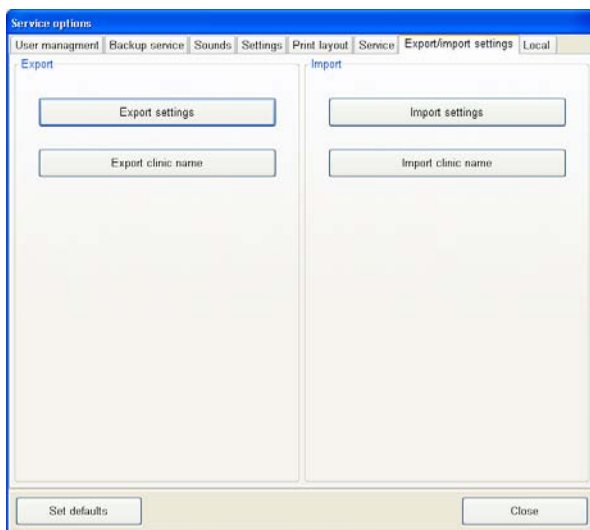 Service options
User managment Backup service Sounds Settings Print layout Service Export/import settings Local
Export
Import
Export settings
Import settings
Export clinic name
Import clinic name
Set defaults
Close